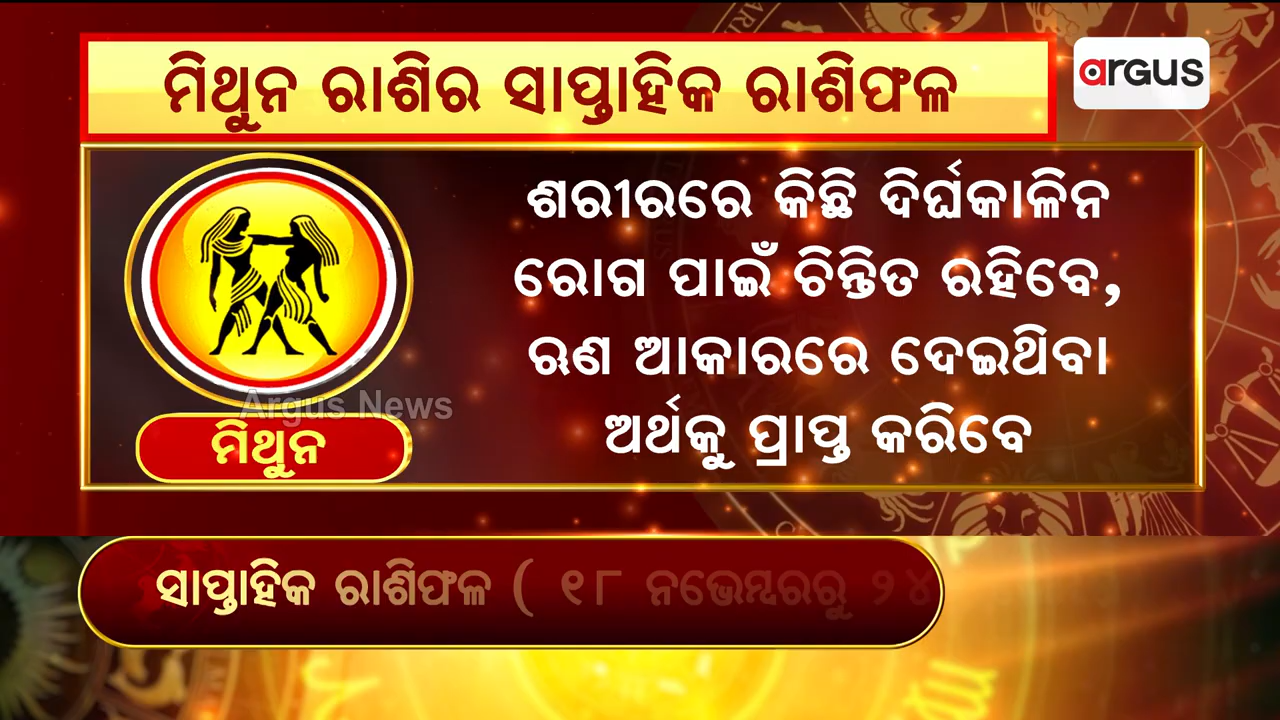 ମିଥୁନ ରାଶିର ସାପ୍ତାହିକ ରାଶିଫଳ
argus
ଶରୀରରେ କିଛି ଦିର୍ଘକାଳିନ
ରୋଗ ପାଇଁ ଚିନ୍ତିତ ରହିବେ,
ଋଣ ଆକାରରେ ଦେଇଥିବା
ଅର୍ଥକୁ ପ୍ରାପ୍ତ କରିବେ
Argus News
ମିଥୁନ
ସାପ୍ତାହିକ ରାଶିଫଳ ( ୧୮ ନଭେମ୍ବରରୁ ୨୪